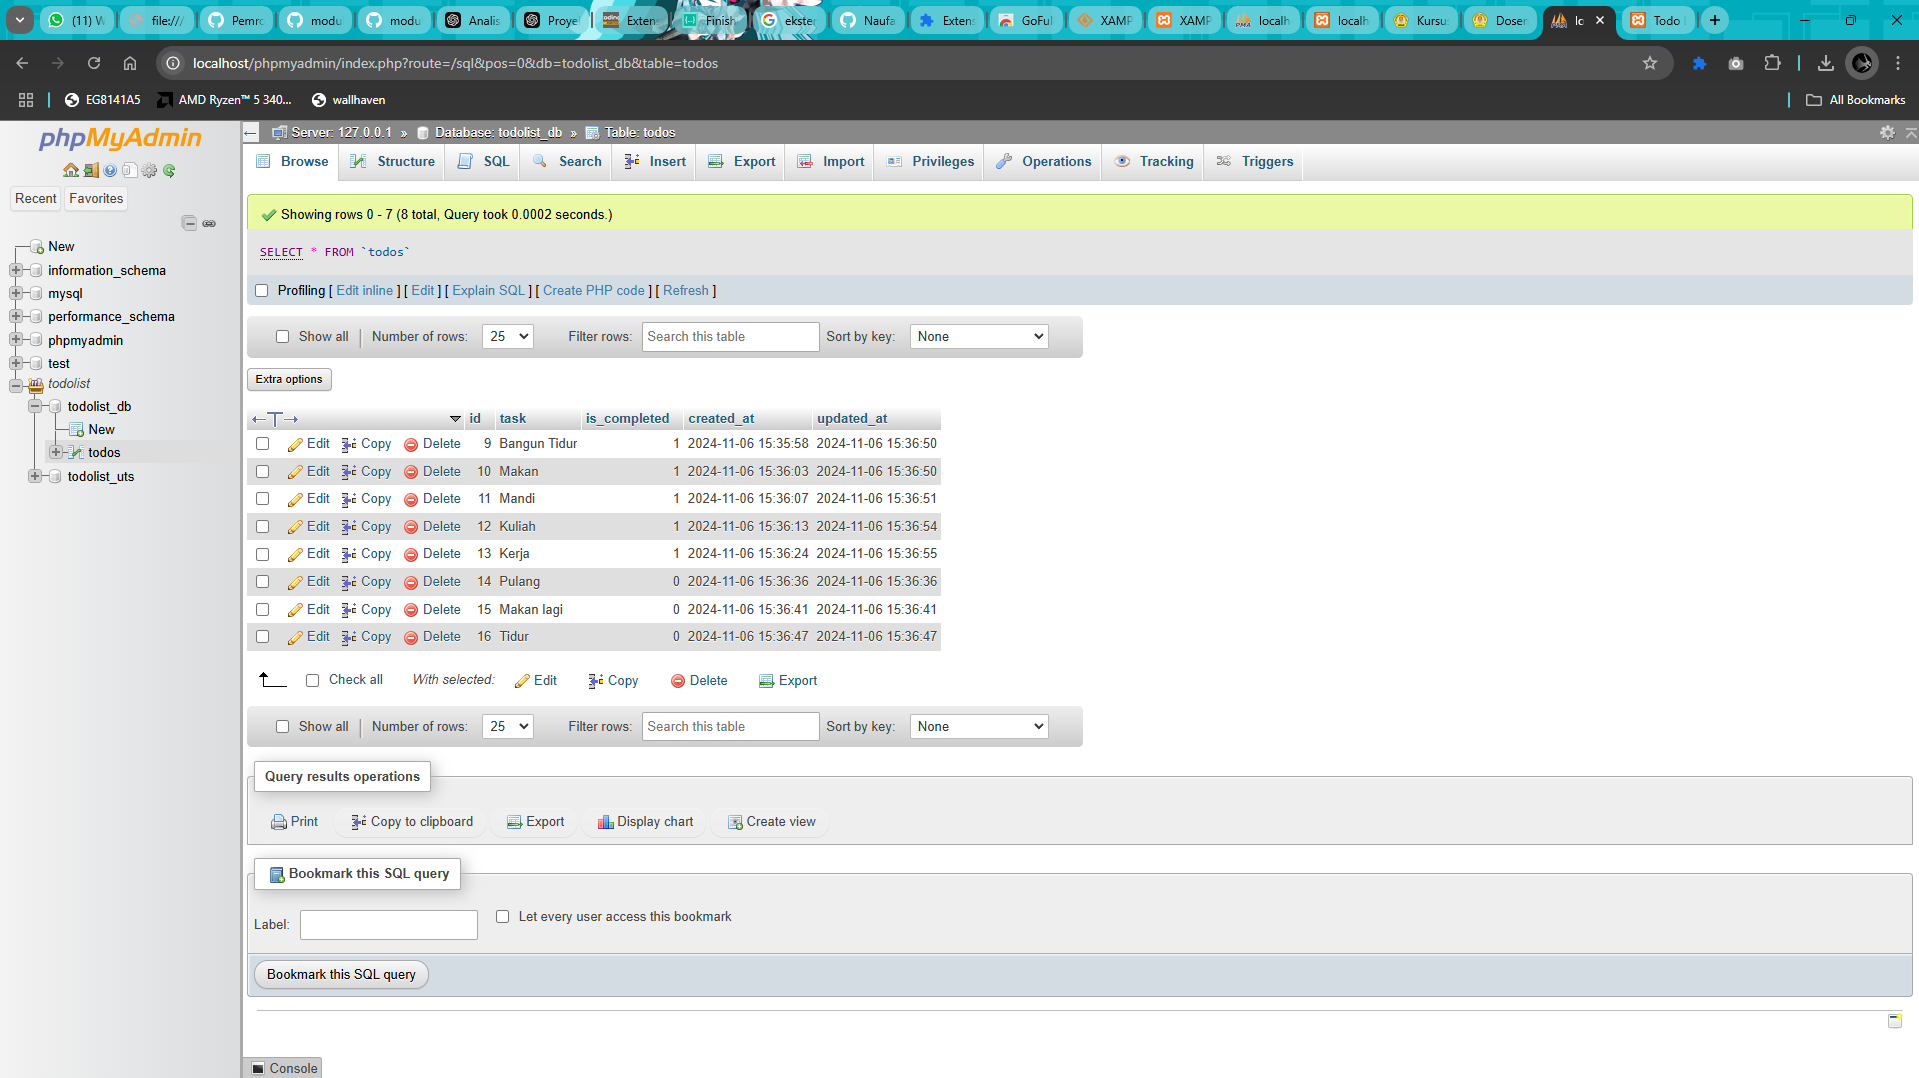 (11) W file:/// Pemro modu modu Analis Proye Extens Finish ekster Naufa Extens GoFul XAMP XAMP localh localh Kursu Dosen lo Todo
localhost/phpmyadmin/index.php?route=/sql&pos=0&db=todolist_db&table=todos
EG8141A5 AMD Ryzen™ 5 340... wallhaven All Bookmarks
phpMyAdmin
Recent Favorites
New
information_schema
mysql
performance_schema
phpmyadmin
test
todolist
todolist_db
New
todos
todolist_uts
Server: 127.0.0.1 » Database: todolist_db » Table: todos
Browse Structure SQL Search Insert Export Import Privileges Operations Tracking Triggers
Showing rows 0 - 7 (8 total, Query took 0.0002 seconds.)
SELECT * FROM `todos`
Profiling [ Edit inline ] [ Edit ] [ Explain SQL ] [ Create PHP code ] [ Refresh ]
Show all Number of rows: 25 Filter rows: Search this table Sort by key: None
Extra options
←T→ id task is_completed created_at updated_at
Edit Copy Delete 9 Bangun Tidur 1 2024-11-06 15:35:58 2024-11-06 15:36:50
Edit Copy Delete 10 Makan 1 2024-11-06 15:36:03 2024-11-06 15:36:50
Edit Copy Delete 11 Mandi 1 2024-11-06 15:36:07 2024-11-06 15:36:51
Edit Copy Delete 12 Kuliah 1 2024-11-06 15:36:13 2024-11-06 15:36:54
Edit Copy Delete 13 Kerja 1 2024-11-06 15:36:24 2024-11-06 15:36:55
Edit Copy Delete 14 Pulang 0 2024-11-06 15:36:36 2024-11-06 15:36:36
Edit Copy Delete 15 Makan lagi 0 2024-11-06 15:36:41 2024-11-06 15:36:41
Edit Copy Delete 16 Tidur 0 2024-11-06 15:36:47 2024-11-06 15:36:47
Check all With selected: Edit Copy Delete Export
Show all Number of rows: 25 Filter rows: Search this table Sort by key: None
Query results operations
Print Copy to clipboard Export Display chart Create view
Bookmark this SQL query
Label: Let every user access this bookmark
Bookmark this SQL query
Console